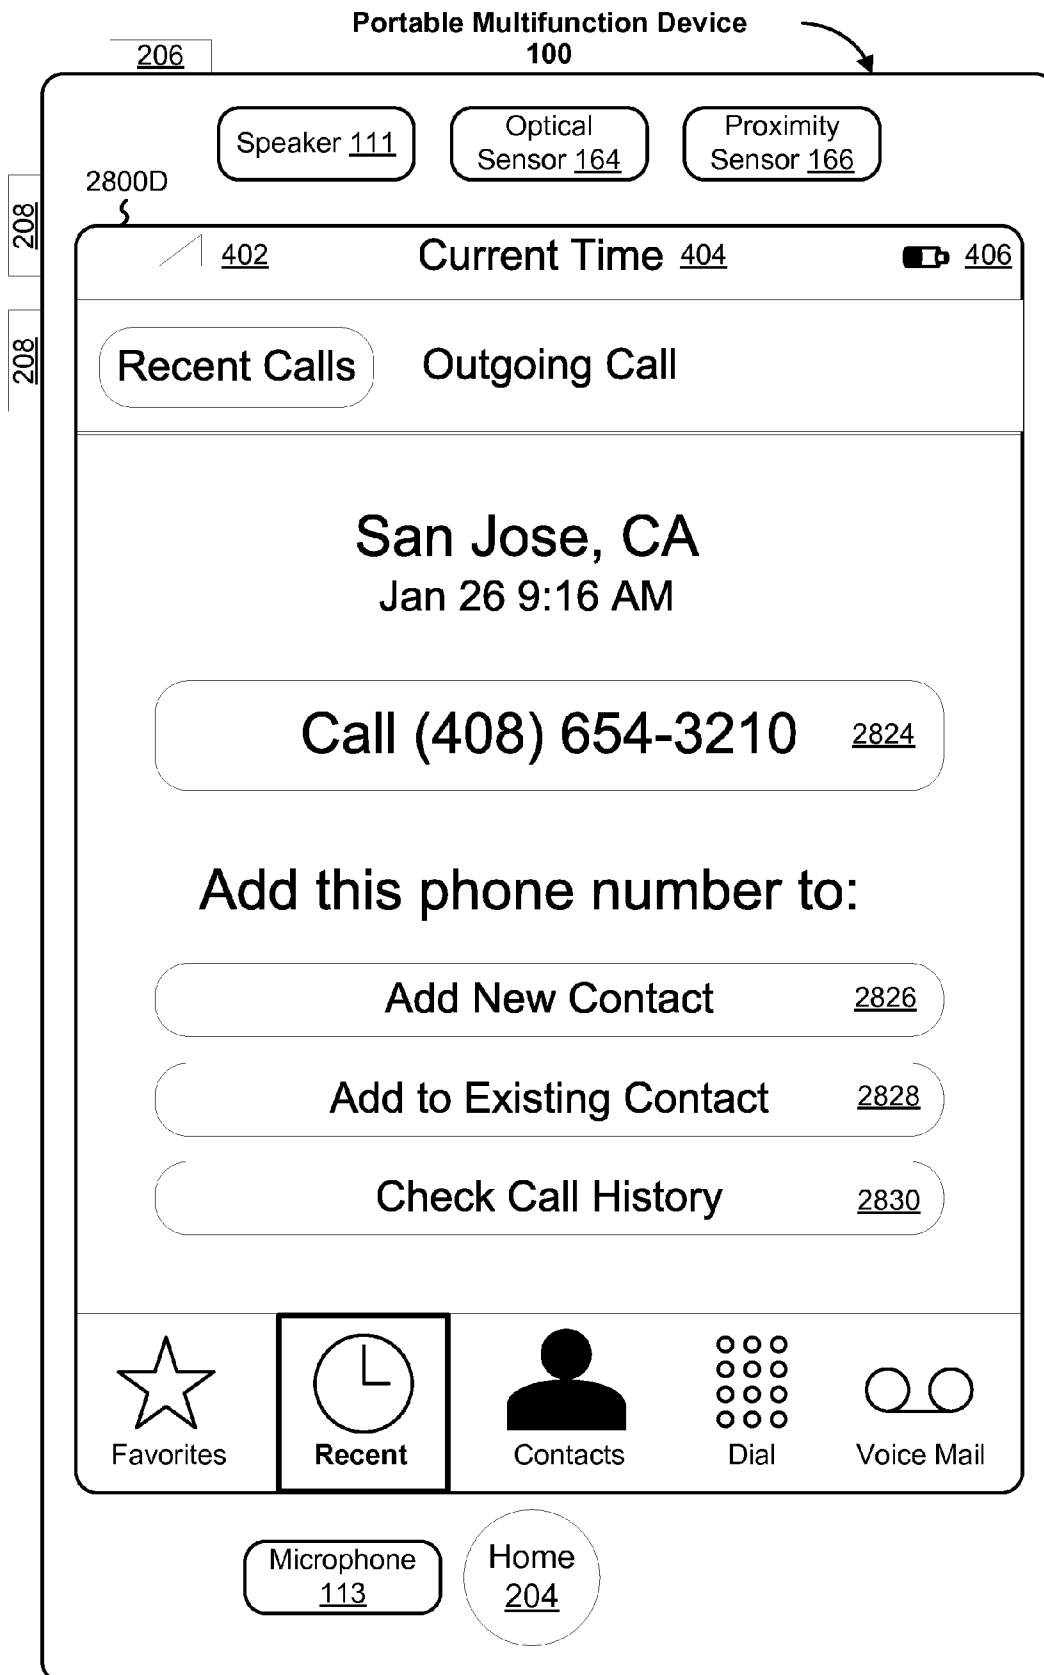 Portable Multifunction Device
100
206
Speaker 111
Optical
Sensor 164
Proximity
Sensor 166
2800D
208
402
Current Time 404
406
208
Recent Calls
Outgoing Call
San Jose, CA
Jan 26 9:16 AM
Call (408) 654-3210
2824
Add this phone number to:
Add New Contact
2826
Add to Existing Contact
2828
Check Call History
2830
Favorites
Recent
Contacts
Dial
Voice Mail
Microphone
113
Home
204